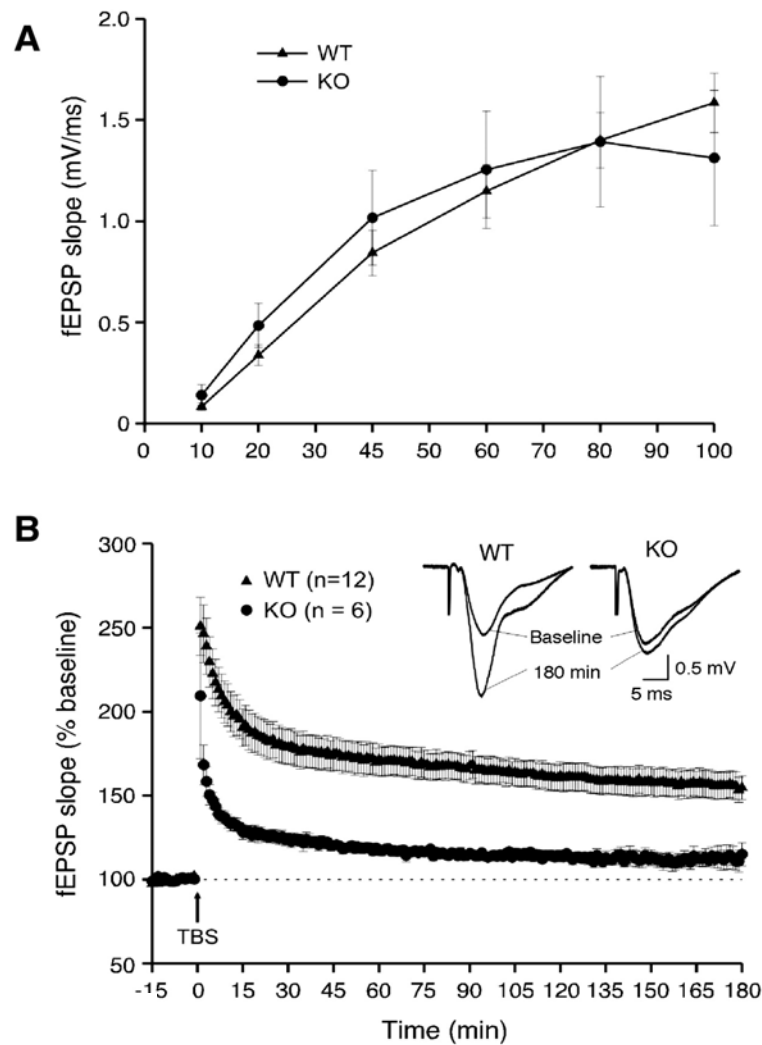 A
WT
KO
fEPSP slope (mV/ms)
2.0
1.5
1.0
0.5
0
0 10 20 30 45 50 60 70 80 90 100
B
WT (n=12)
KO (n = 6)
WT
KO
Baseline
180 min
0.5 mV
5 ms
fEPSP slope (% baseline)
300
250
200
150
100
50
TBS
-15 0 15 30 45 60 75 90 105 120 135 150 165 180
Time (min)